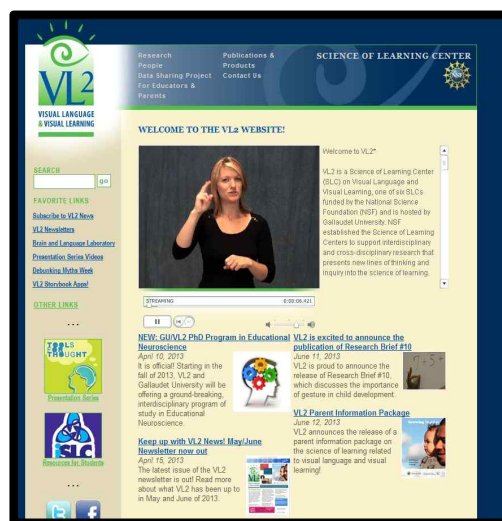 Research
People
Data Sharing Project
For Educators &
Parents
Publications &
Products
Contact Us
SCIENCE OF LEARNING CENTER
NSF
VL2
VISUAL LANGUAGE
& VISUAL LEARNING
SEARCH
go
FAVORITE LINKS
Subscribe to VL2 News
VL2 Newsletters
Brain and Language Laboratory
Presentation Series Videos
Debunking Myths Week
VL2 Storybook Apps!
OTHER LINKS
...
TOOLS
THOUGHT
Presentation Series
SLC
Resources for Students
...
WELCOME TO THE VL2 WEBSITE!
Welcome to VL2*
VL2 is a Science of Learning Center
(SLC) on Visual Language and
Visual Learning, one of six SLCs
funded by the National Science
Foundation (NSF) and is hosted by
Gallaudet University. NSF
established the Science of Learning
Centers to support interdisciplinary
and cross-disciplinary research that
presents new lines of thinking and
inquiry into the science of learning.
STREAMING
0:00:06.421
NEW: GU/VL2 PhD Program in Educational
Neuroscience
April 10, 2013
It is official! Starting in the
fall of 2013, VL2 and
Gallaudet University will be
offering a ground-breaking,
interdisciplinary program of
study in Educational
Neuroscience.
Keep up with VL2 News! May/June
Newsletter now out
April 15, 2013
The latest issue of the VL2
newsletter is out! Read more
about what VL2 has been up to
in May and June of 2013.
VL2 is excited to announce the
publication of Research Brief #10
June 11, 2013
VL2 is proud to announce the
release of Research Brief #10,
which discusses the importance
of gesture in child development.
VL2 Parent Information Package
June 12, 2013
VL2 announces the release of a
parent information package on
the science of learning related
to visual language and visual
learning!